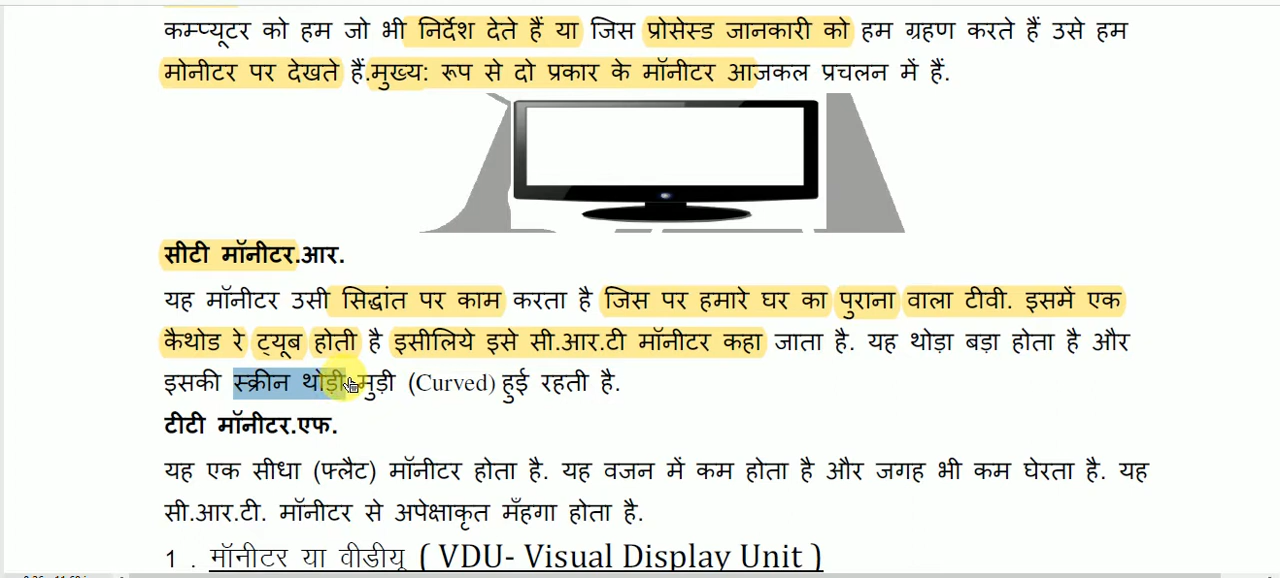 कम्प्यूटर को हम जो भी निर्देश देते हैं या जिस प्रोसेस्ड जानकारी को हम ग्रहण करते हैं उसे हम
मोनीटर पर देखते हैं.मुख्य: रूप से दो प्रकार के मॉनीटर आजकल प्रचलन में हैं.
सीटी मॉनीटर.आर.
यह मॉनीटर उसी सिद्धांत पर काम करता है जिस पर हमारे घर का पुराना वाला टीवी. इसमें एक
कैथोड रे ट्यूब होती है इसीलिये इसे सी.आर.टी मॉनीटर कहा जाता है. यह थोड़ा बड़ा होता है और
इसकी स्क्रीन थोड़ी मुड़ी (Curved) हुई रहती है.
टीटी मॉनीटर.एफ.
यह एक सीधा (फ्लैट) मॉनीटर होता है. यह वजन में कम होता है और जगह भी कम घेरता है. यह
सी.आर.टी. मॉनीटर से अपेक्षाकृत मँहगा होता है.
1 . मॉनीटर या वीडीयू ( VDU- Visual Display Unit )